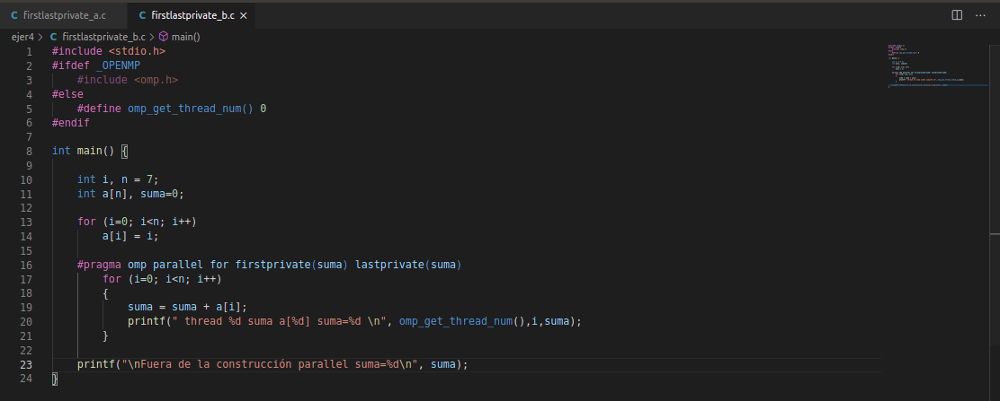 C firstlastprivate_a.c
C firstlastprivate_b.c ×
ejer4 > C firstlastprivate_b.c > main()
1 #include <stdio.h>
2 #ifdef _OPENMP
3     #include <omp.h>
4 #else
5     #define omp_get_thread_num() 0
6 #endif
7
8 int main() {
9
10     int i, n = 7;
11     int a[n], suma=0;
12
13     for (i=0; i<n; i++)
14         a[i] = i;
15
16     #pragma omp parallel for firstprivate(suma) lastprivate(suma)
17         for (i=0; i<n; i++)
18         {
19             suma = suma + a[i];
20             printf(" thread %d suma a[%d] suma=%d \n", omp_get_thread_num(),i,suma);
21         }
22
23     printf("\nFuera de la construcción parallel suma=%d\n", suma);
24 }